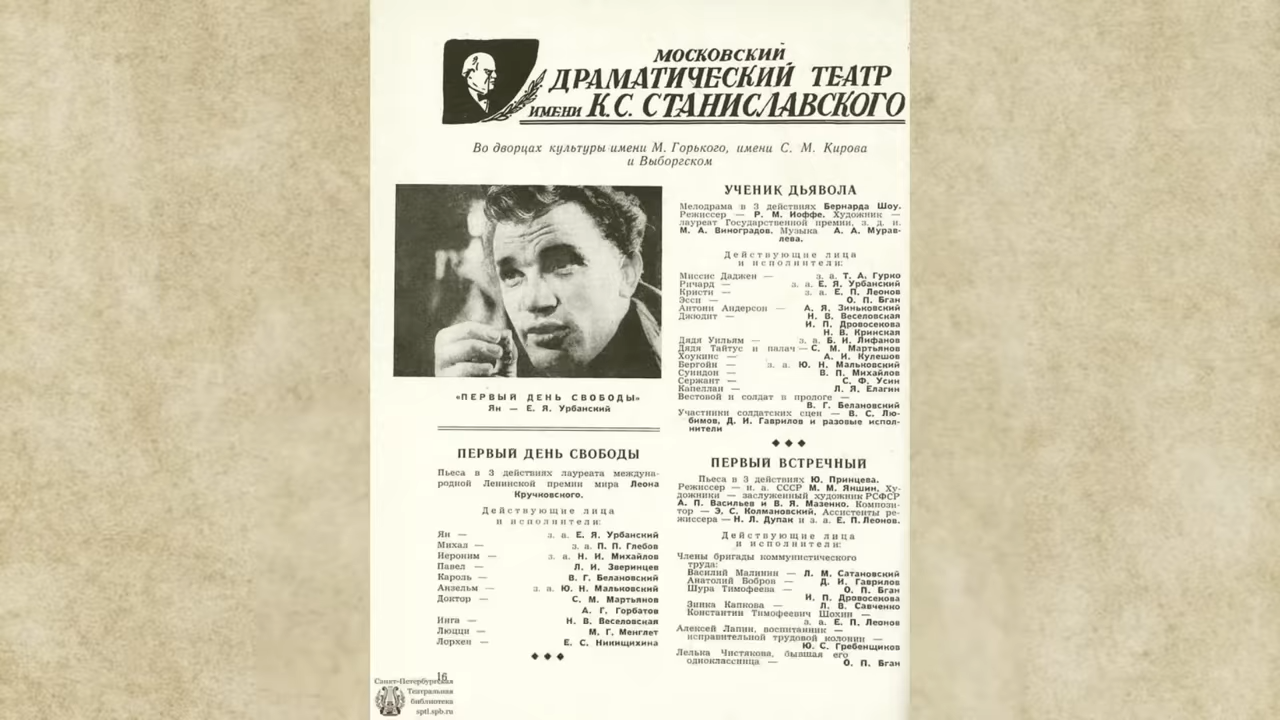 МОСКОВСКИЙ
ДРАМАТИЧЕСКИЙ ТЕАТР
ИМЕНИ К.С. СТАНИСЛАВСКОГО
Во дворцах культуры имени М. Горького, имени С. М. Кирова
и Выборгском
«ПЕРВЫЙ ДЕНЬ СВОБОДЫ»
Ян — Е. Я. Урбанский
ПЕРВЫЙ ДЕНЬ СВОБОДЫ
Пьеса в 3 действиях лауреата междуна-
родной Ленинской премии мира Леона
Кручковского.
Действующие лица
и исполнители:
Ян — з. а. Е. Я. Урбанский
Михал — з. а. П. П. Глебов
Иероним — з. а. Н. И. Михайлов
Павел — Л. И. Зверинцев
Кароль — В. Г. Белановский
Анзельм — з. а. Ю. Н. Мальковский
Доктор — С. М. Мартьянов
А. Г. Горбатов
Инга — Н. В. Веселовская
Люцци — М. Г. Менглет
Лорхен — Е. С. Никищихина
16
УЧЕНИК ДЬЯВОЛА
Мелодрама в 3 действиях Бернарда Шоу.
Режиссер — Р. М. Иоффе. Художник —
лауреат Государственной премии, з. д. и.
М. А. Виноградов. Музыка А. А. Мурав-
лева.
Действующие лица
и исполнители:
Миссис Даджен — з. а. Т. А. Гурко
Ричард — з. а. Е. Я. Урбанский
Кристи — з. а. Е. П. Леонов
Эсси — О. П. Бган
Антони Андерсон — А. Я. Зиньковский
Джюдит — Н. В. Веселовская
И. П. Дровосекова
Н. В. Кринская
Дядя Уильям — з. а. Б. И. Лифанов
Дядя Тайтус и палач — С. М. Мартьянов
Хоукинс — А. И. Кулешов
Бергойн — з. а. Ю. Н. Мальковский
Суиндон — В. П. Михайлов
Сержант — С. Ф. Усин
Капеллан — Л. Я. Елагин
Вестовой и солдат в прологе —
В. Г. Белановский
Участники солдатских сцен — В. С. Лю-
бимов, Д. И. Гаврилов и разовые испол-
нители
ПЕРВЫЙ ВСТРЕЧНЫЙ
Пьеса в 3 действиях Ю. Принцева.
Режиссер — н. а. СССР М. М. Яншин. Ху-
дожники — заслуженный художник РСФСР
А. П. Васильев и В. Я. Мазенко. Компози-
тор — Э. С. Колмановский. Ассистенты ре-
жиссера — Н. Л. Дупак и з. а. Е. П. Леонов.
Действующие лица
и исполнители:
Члены бригады коммунистического
труда:
Василий Малинин — Л. М. Сатановский
Анатолий Бобров — Д. И. Гаврилов
Шура Тимофеева — О. П. Бган
И. П. Дровосекова
Зинка Капкова — Л. В. Савченко
Константин Тимофеевич Шохин —
з. а. Е. П. Леонов
Алексей Лапин, воспитанник —
исправительной трудовой колонии —
Ю. С. Гребенщиков
Лелька Чистякова, бывшая его
одноклассница — О. П. Бган
Санкт-Петербургская
Театральная
библиотека
sptl.spb.ru